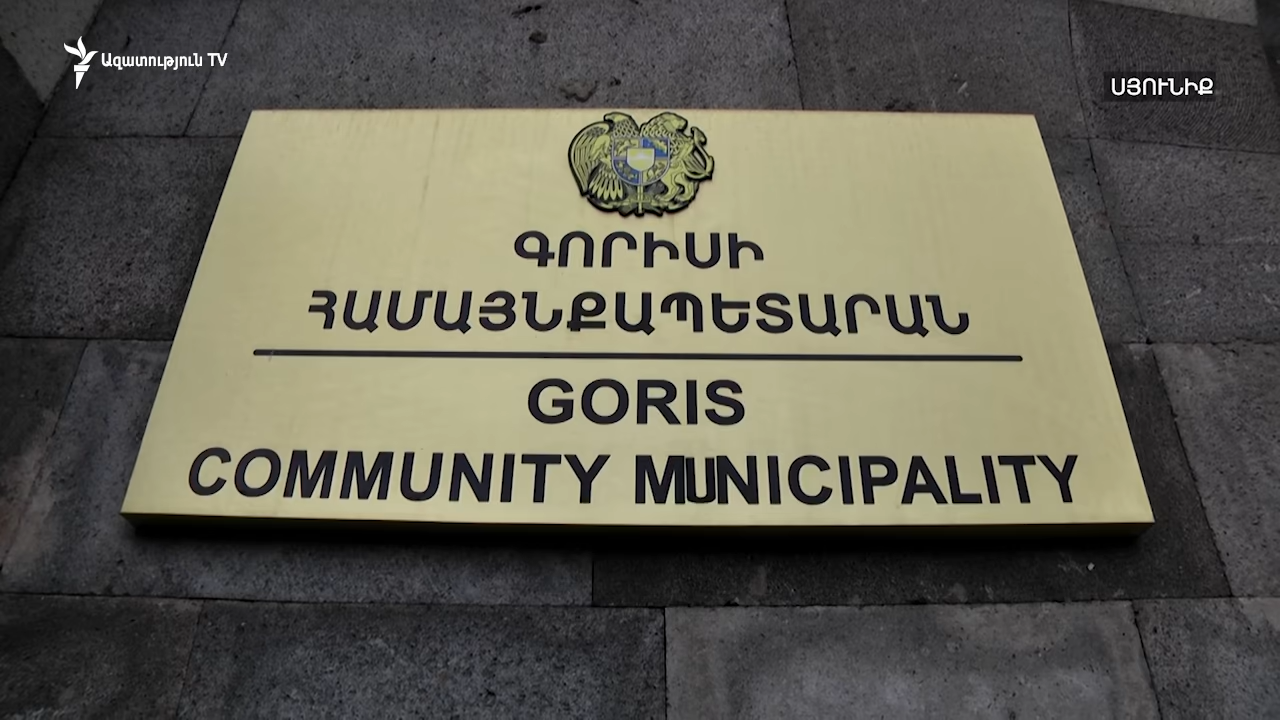 Ազատություն TV
ՍՅՈՒՆԻՔ
ԳՈՐԻՍԻ
ՀԱՄԱՅՆՔԱՊԵՏԱՐԱՆ
GORIS
COMMUNITY MUNICIPALITY